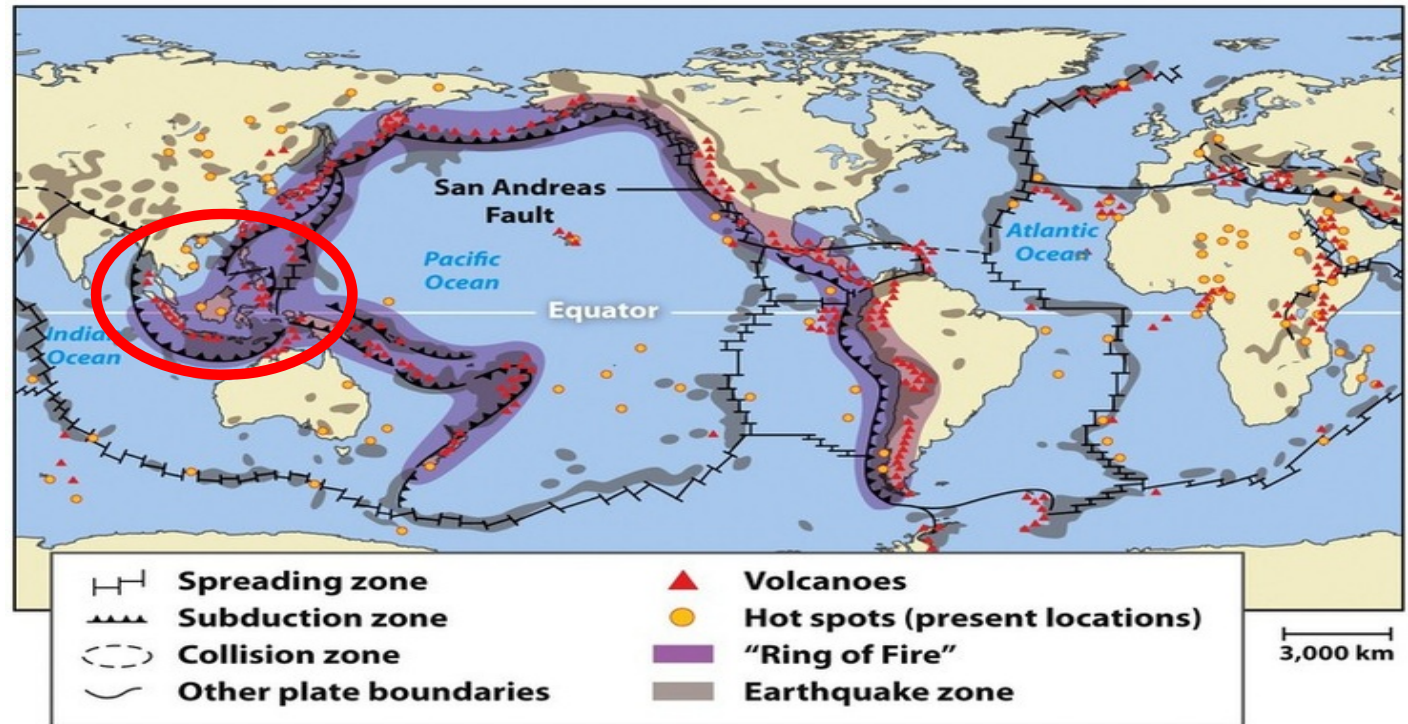 San Andreas
Fault
Pacific
Ocean
Atlantic
Ocean
Equator
Indian
Ocean
Spreading zone
Subduction zone
Collision zone
Other plate boundaries
Volcanoes
Hot spots (present locations)
“Ring of Fire”
Earthquake zone
3,000 km